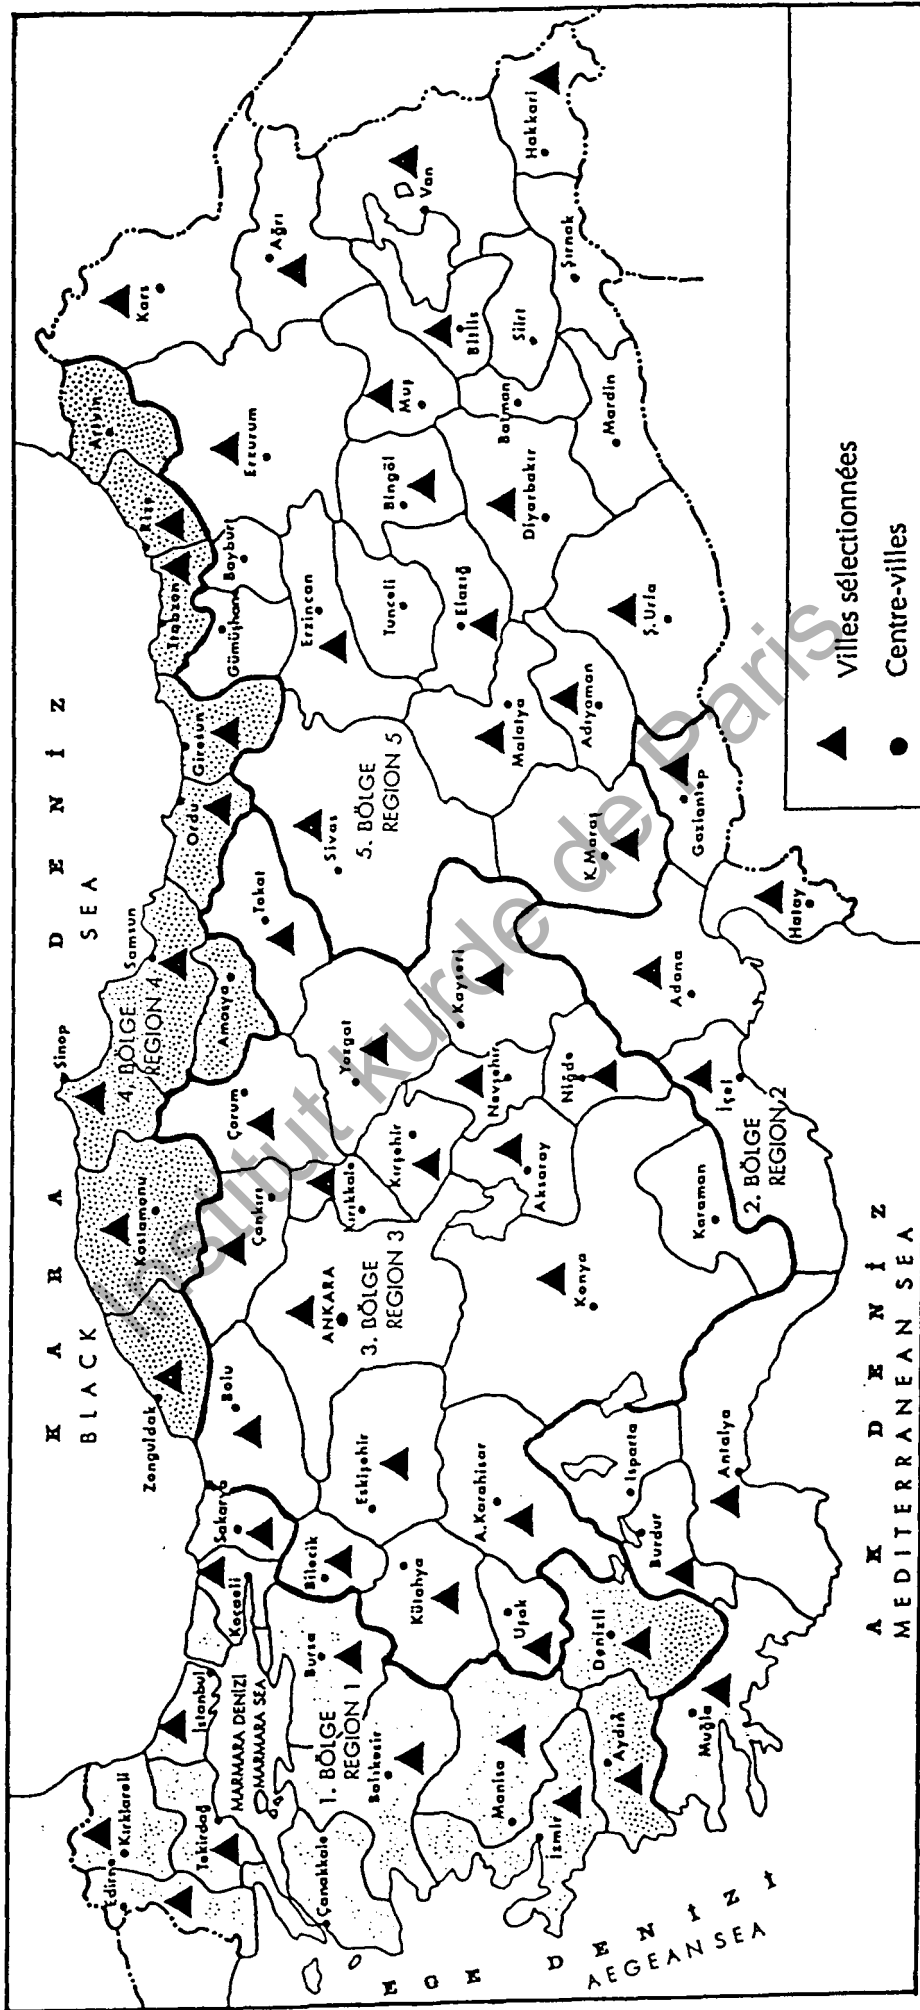 KARADENİZ
BLACK SEA
EGE DENİZİ
AEGEAN SEA
AKDENİZ
MEDITERRANEAN SEA
MARMARA DENİZİ
MARMARA SEA
1. BÖLGE
REGION 1
2. BÖLGE
REGION 2
3. BÖLGE
REGION 3
4. BÖLGE
REGION 4
5. BÖLGE
REGION 5
Edirne
Kırklareli
Tekirdağ
İstanbul
Çanakkale
Kocaeli
Sakarya
Bursa
Balıkesir
Bilecik
Manisa
İzmir
Aydın
Denizli
Muğla
Kütahya
Uşak
Eskişehir
A.Karahisar
Burdur
Isparta
Antalya
Zonguldak
Bolu
Kastamonu
Çankırı
ANKARA
Kırıkkale
Kırşehir
Konya
Aksaray
Karaman
Sinop
Samsun
Çorum
Amasya
Yozgat
Nevşehir
Niğde
Kayseri
İçel
Adana
Hatay
Tokat
Ordu
Giresun
Sivas
K.Maraş
Gaziantep
Malatya
Adıyaman
Ş.Urfa
Trabzon
Rize
Artvin
Gümüşhane
Bayburt
Erzincan
Tunceli
Elazığ
Bingöl
Diyarbakır
Erzurum
Muş
Batman
Mardin
Kars
Ağrı
Van
Bitlis
Siirt
Şırnak
Hakkari
Villes sélectionnées
Centre-villes
Institut kurde de Paris